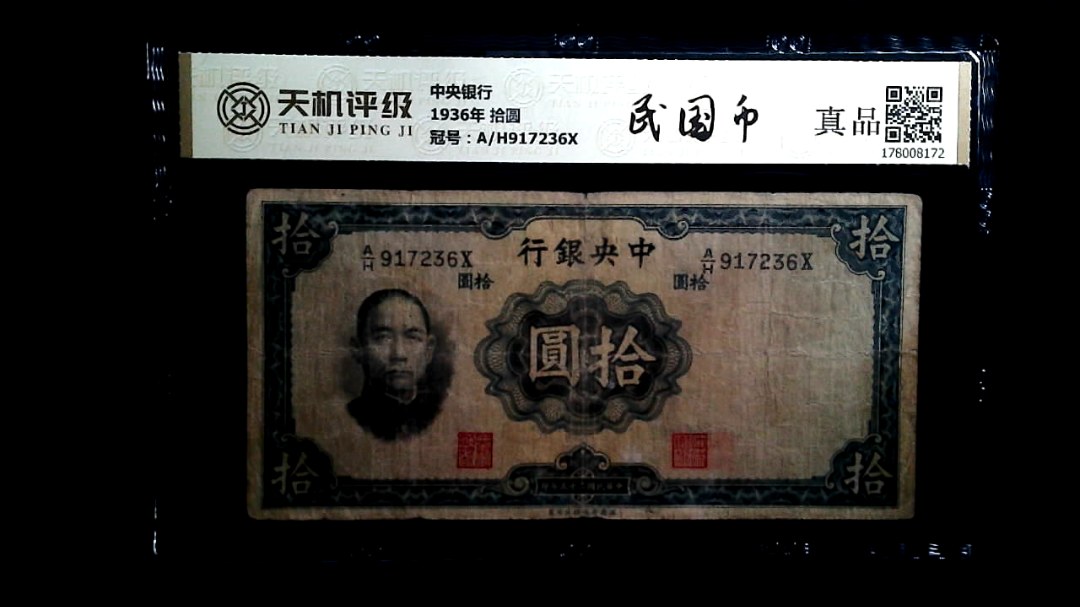 天机评级
TIAN JI PING JI
中央银行
1936年 拾圆
冠号：A/H917236X
民国币
真品
178008172
拾
拾
行銀央中
A/H 917236X
A/H 917236X
圓拾
圓拾
圓拾
拾
拾